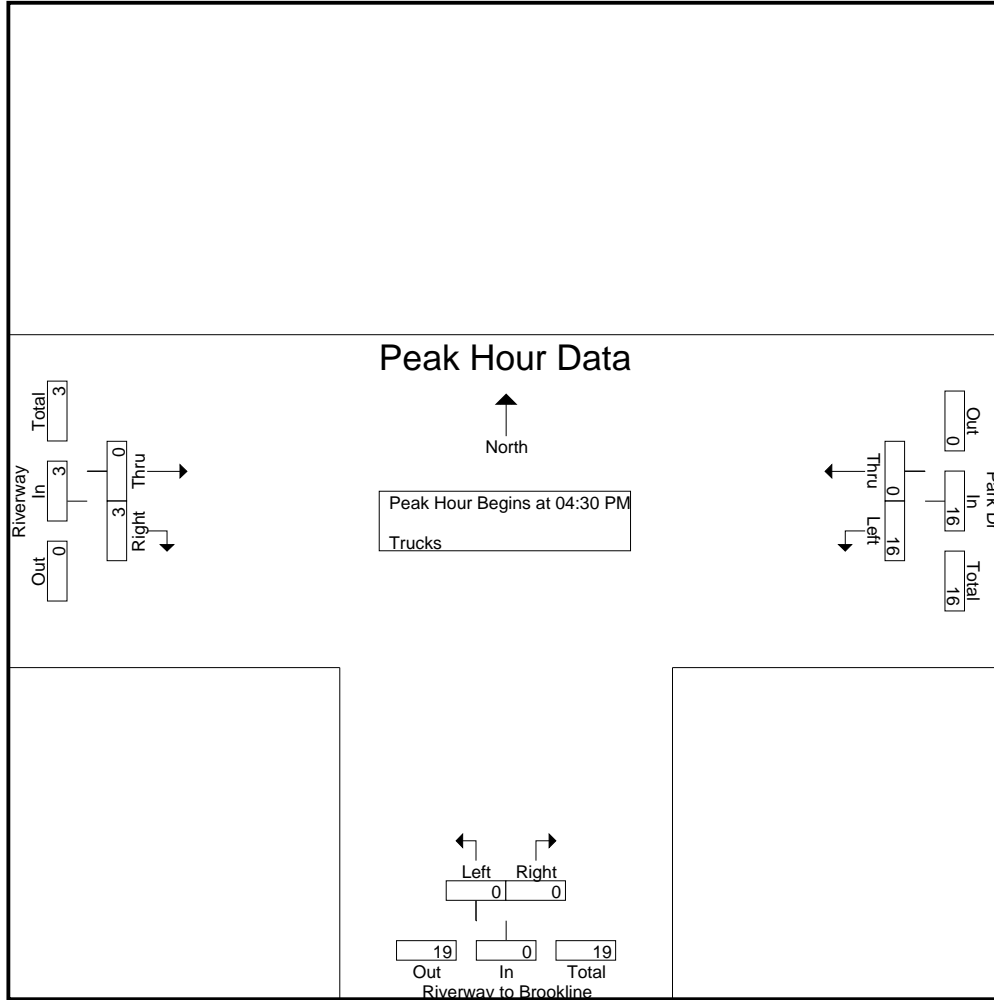 Peak Hour Data
North
Peak Hour Begins at 04:30 PM
Trucks
Riverway
Total
3
In
3
Out
0
0
Thru
3
Right
Out
0
In
16
Total
16
Thru
0
Left
16
Left Right
0 0
19 0 19
Out In Total
Riverway to Brookline